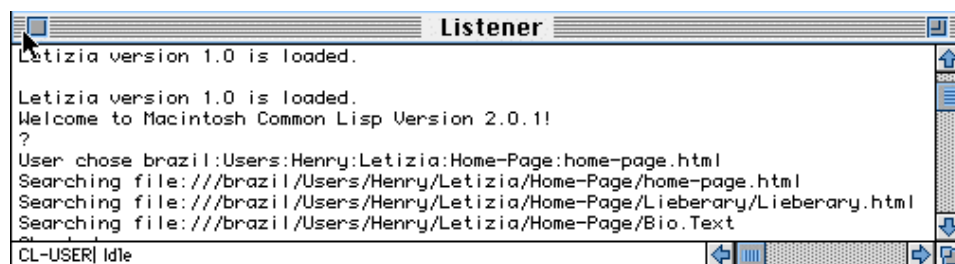 Listener
Letizia version 1.0 is loaded.
Letizia version 1.0 is loaded.
Welcome to Macintosh Common Lisp Version 2.0.1!
?
User chose brazil:Users:Henry:Letizia:Home-Page:home-page.html
Searching file:///brazil/Users/Henry/Letizia/Home-Page/home-page.html
Searching file:///brazil/Users/Henry/Letizia/Home-Page/Lieberary/Lieberary.html
Searching file:///brazil/Users/Henry/Letizia/Home-Page/Bio.Text
CL-USER| Idle